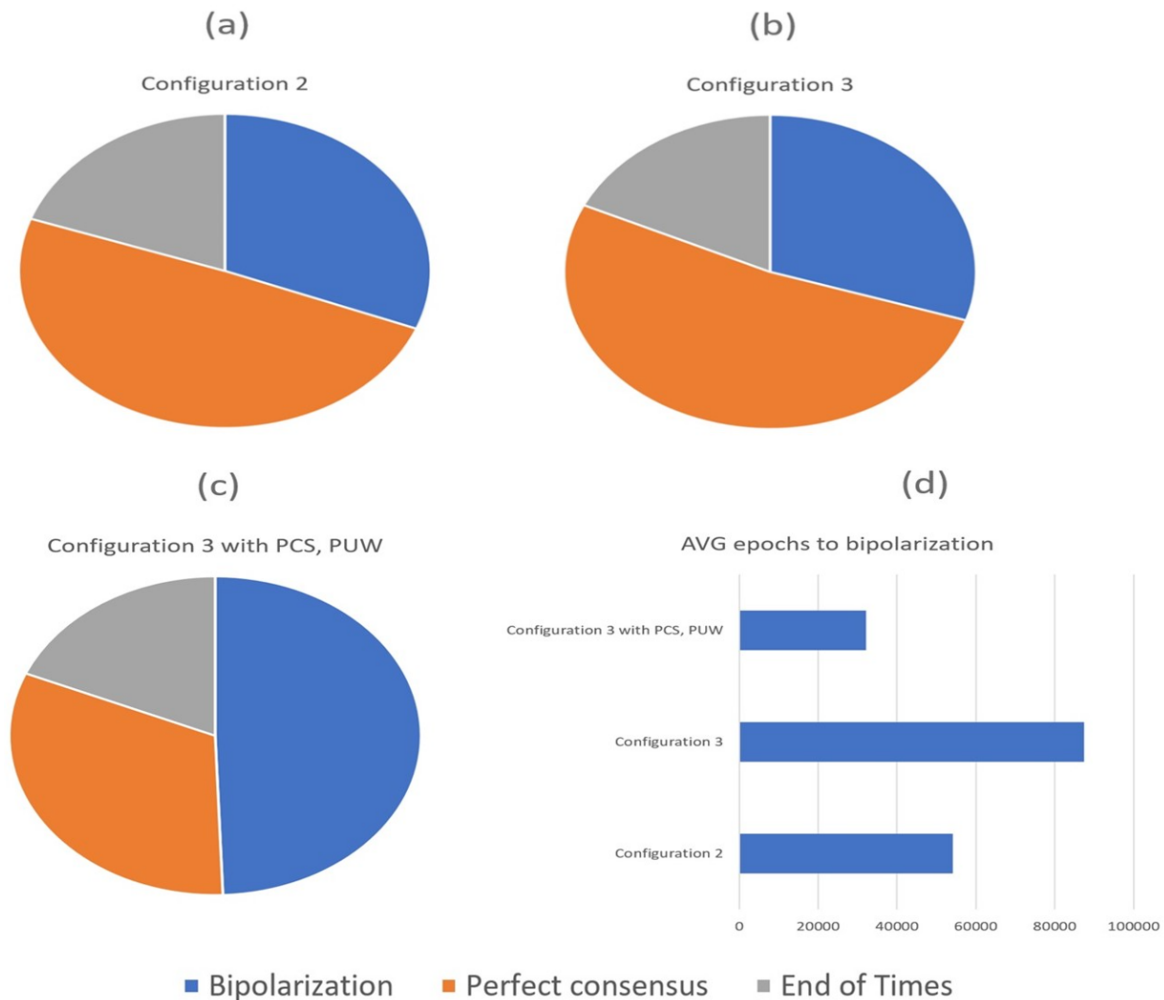 (a)
Configuration 2
(b)
Configuration 3
(c)
Configuration 3 with PCS, PUW
(d)
AVG epochs to bipolarization
Configuration 3 with PCS, PUW
Configuration 3
Configuration 2
0 20000 40000 60000 80000 100000
Bipolarization Perfect consensus End of Times